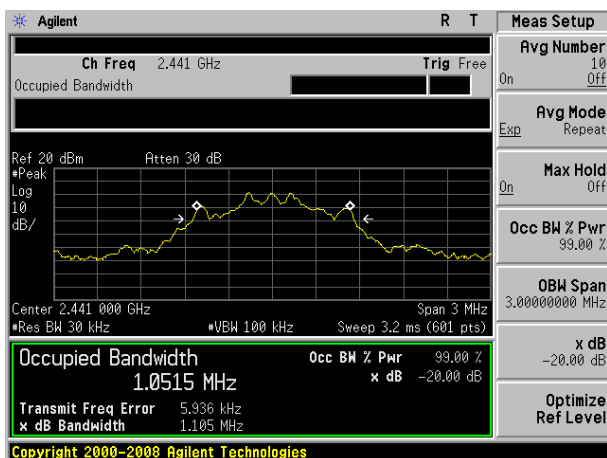 Agilent R T Meas Setup
Ch Freq 2.441 GHz Trig Free
Occupied Bandwidth
Avg Number
10
On Off
Avg Mode
Exp Repeat
Max Hold
On Off
Occ BW % Pwr
99.00 %
OBW Span
3.00000000 MHz
x dB
-20.00 dB
Optimize
Ref Level
Ref 20 dBm Atten 30 dB
#Peak
Log
10
dB/
Center 2.441 000 GHz Span 3 MHz
#Res BW 30 kHz #VBW 100 kHz Sweep 3.2 ms (601 pts)
Occupied Bandwidth Occ BW % Pwr 99.00 %
1.0515 MHz x dB -20.00 dB
Transmit Freq Error 5.936 kHz
x dB Bandwidth 1.105 MHz
Copyright 2000-2008 Agilent Technologies